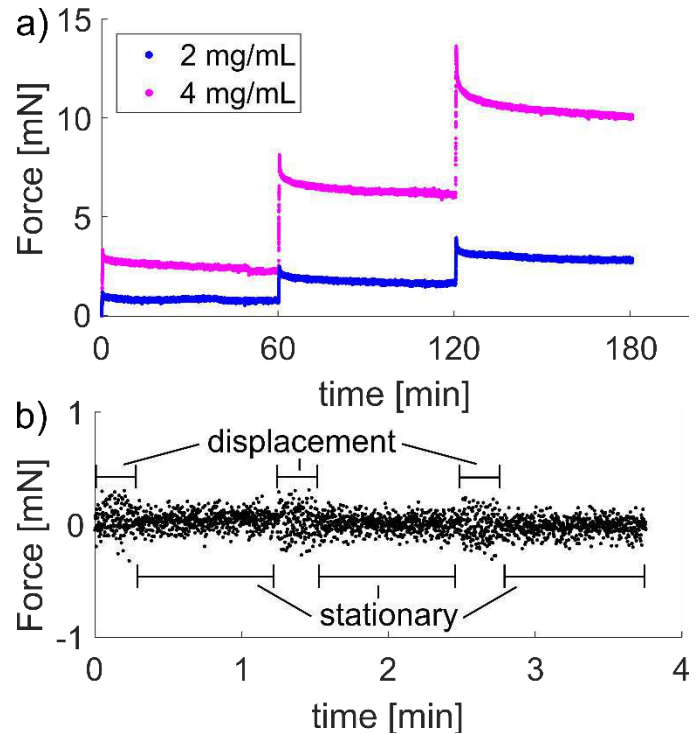 a)
15
10
5
0
Force [mN]
2 mg/mL
4 mg/mL
0 60 120 180
time [min]
b)
1
0
-1
Force [mN]
displacement
stationary
0 1 2 3 4
time [min]